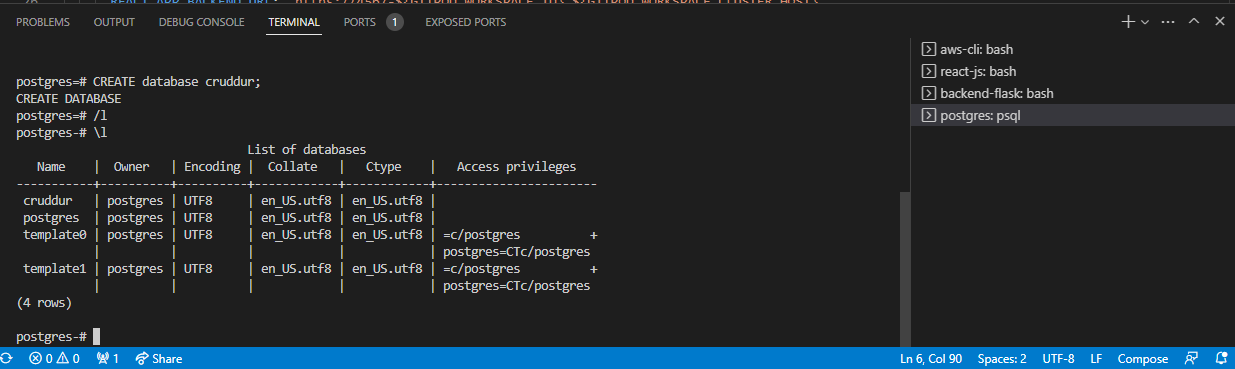 PROBLEMS OUTPUT DEBUG CONSOLE TERMINAL PORTS 1 EXPOSED PORTS
postgres=# CREATE database cruddur;
CREATE DATABASE
postgres=# /l
postgres-# \l
List of databases
Name | Owner | Encoding | Collate | Ctype | Access privileges
-----------+----------+----------+------------+------------+-----------------------
cruddur | postgres | UTF8 | en_US.utf8 | en_US.utf8 |
postgres | postgres | UTF8 | en_US.utf8 | en_US.utf8 |
template0 | postgres | UTF8 | en_US.utf8 | en_US.utf8 | =c/postgres +
| | | | | postgres=CTc/postgres
template1 | postgres | UTF8 | en_US.utf8 | en_US.utf8 | =c/postgres +
| | | | | postgres=CTc/postgres
(4 rows)
postgres-#
aws-cli: bash
react-js: bash
backend-flask: bash
postgres: psql
0 0 1 Share Ln 6, Col 90 Spaces: 2 UTF-8 LF Compose